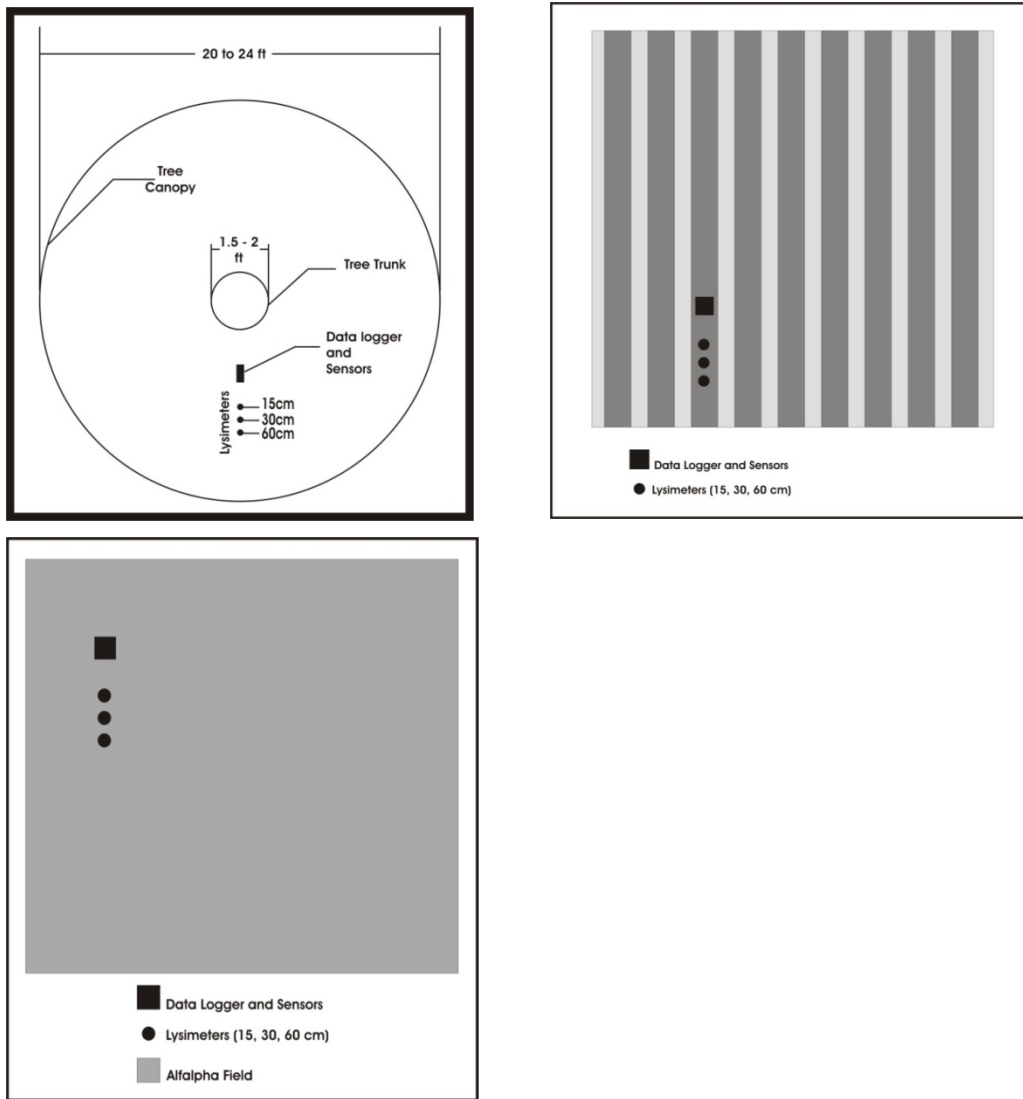 20 to 24 ft
Tree
Canopy
1.5 - 2
ft
Tree Trunk
Data logger
and
Sensors
Lysimeters
15cm
30cm
60cm
Data Logger and Sensors
Lysimeters (15, 30, 60 cm)
Data Logger and Sensors
Lysimeters (15, 30, 60 cm)
Alfalpha Field